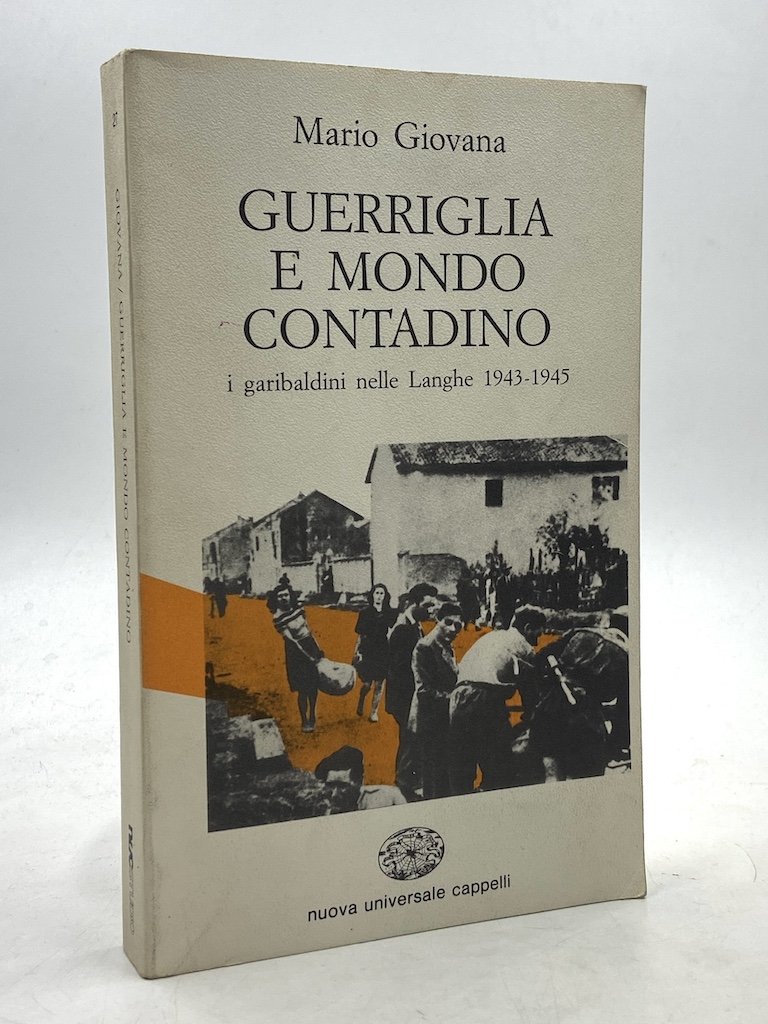 Mario Giovana
GUERRIGLIA
E MONDO
CONTADINO
i garibaldini nelle Langhe 1943-1945
nuova universale cappelli
GIOVANA / GUERRIGLIA E MONDO CONTADINO